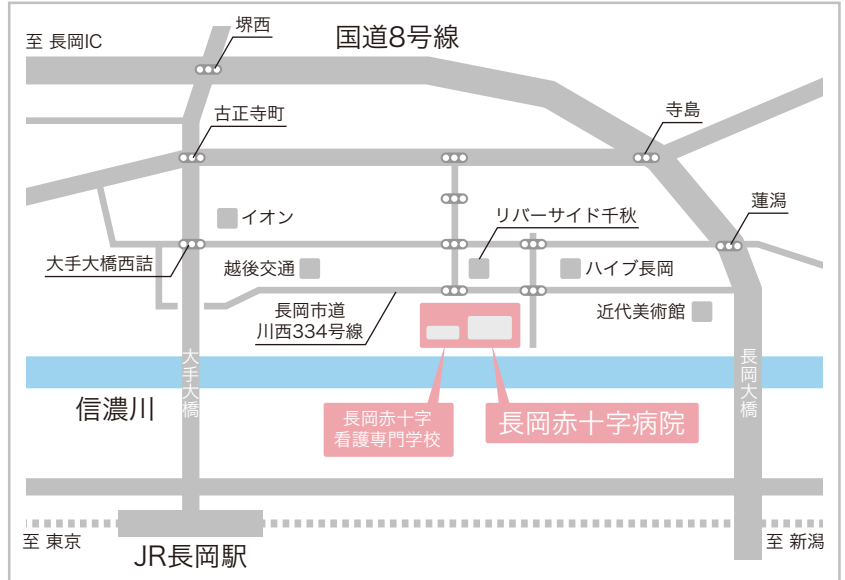 堺西
国道8号線
至 長岡IC
古正寺町
寺島
蓮潟
イオン
リバーサイド千秋
大手大橋西詰
越後交通
ハイブ長岡
長岡市道
川西334号線
近代美術館
大手大橋
長岡大橋
信濃川
長岡赤十字
看護専門学校
長岡赤十字病院
至 東京
JR長岡駅
至 新潟